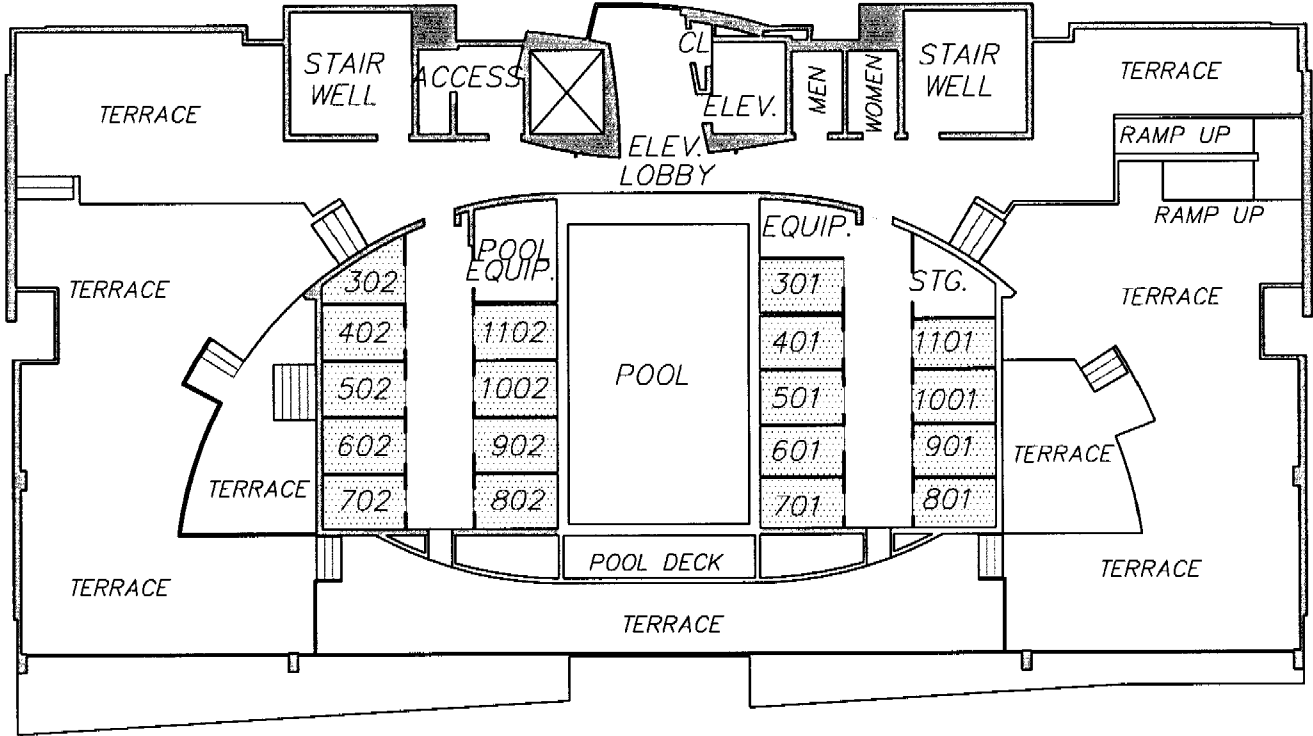 STAIR
WELL
ACCESS
CL
ELEV.
MEN
WOMEN
STAIR
WELL
TERRACE
TERRACE
RAMP UP
ELEV.
LOBBY
RAMP UP
EQUIP.
POOL
EQUIP.
302
301
STG.
TERRACE
TERRACE
402
1102
401
1101
502
1002
POOL
501
1001
602
902
601
901
TERRACE
TERRACE
702
802
701
801
POOL DECK
TERRACE
TERRACE
TERRACE